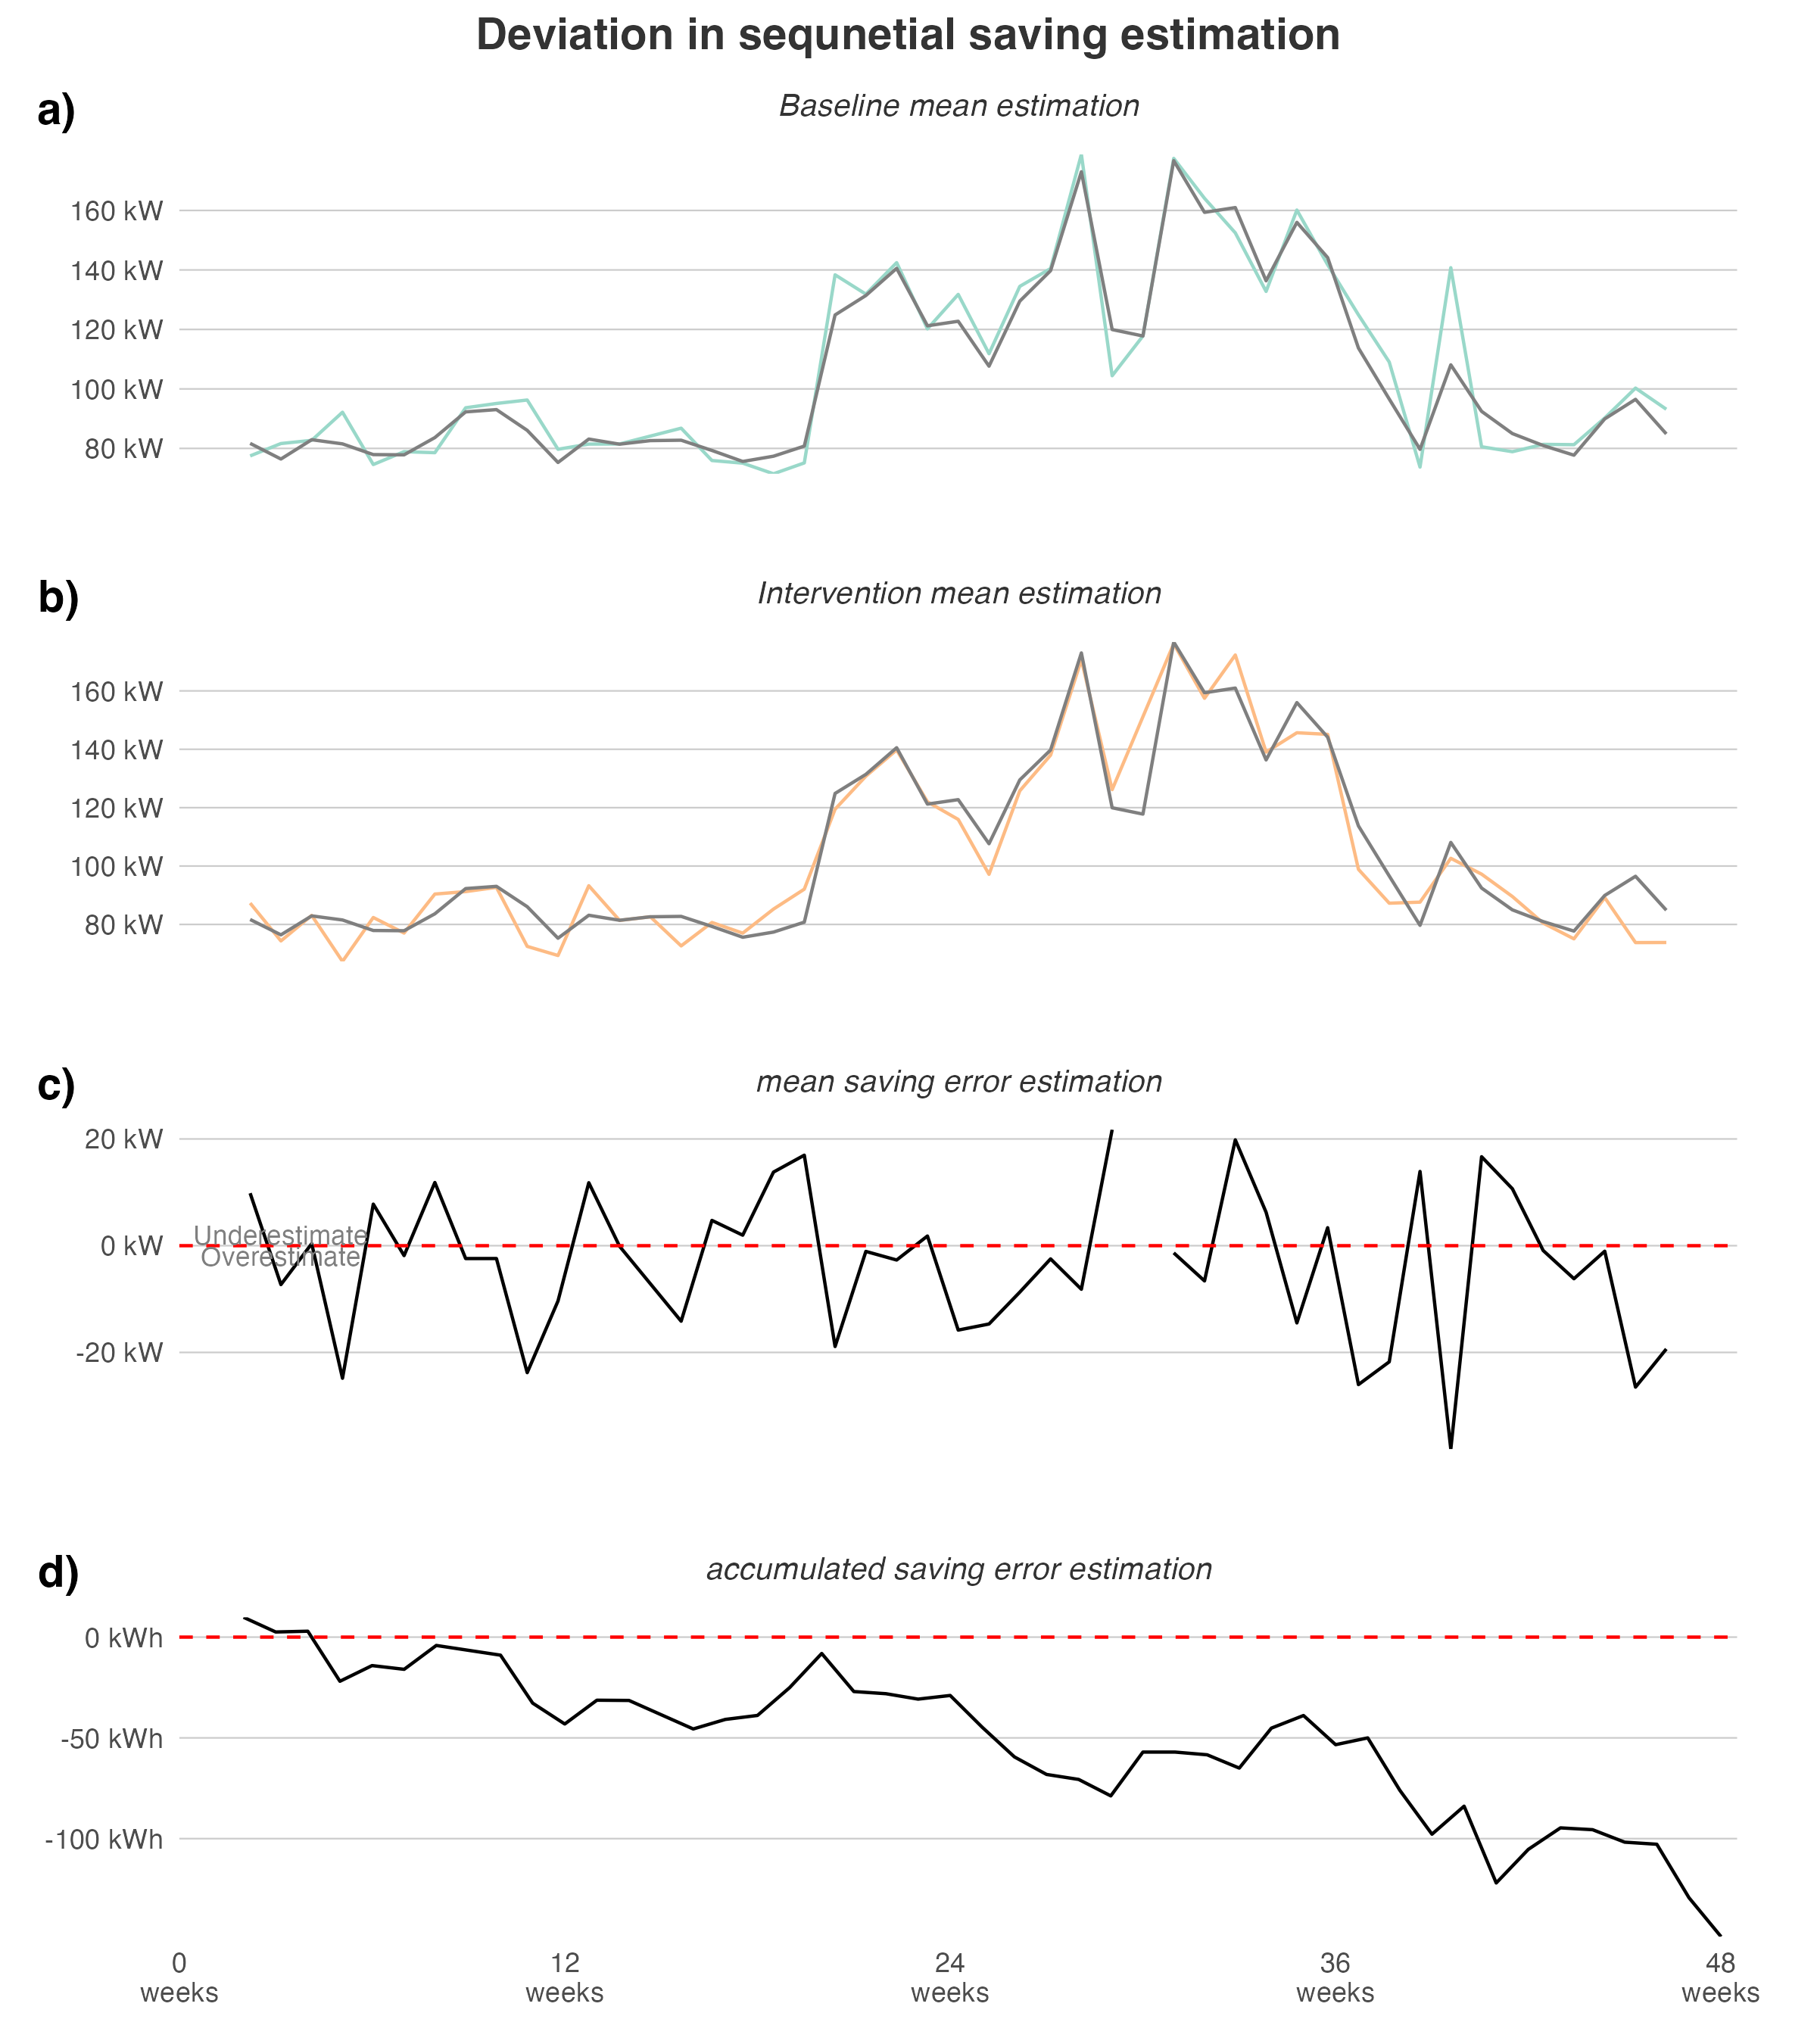 Deviation in sequnetial saving estimation
a)
Baseline mean estimation
160 kW
140 kW
120 kW
100 kW
80 kW
b)
Intervention mean estimation
160 kW
140 kW
120 kW
100 kW
80 kW
c)
mean saving error estimation
20 kW
Underestimate
0 kW
Overestimate
-20 kW
d)
accumulated saving error estimation
0 kWh
-50 kWh
-100 kWh
0 12 24 36 48
weeks weeks weeks weeks weeks